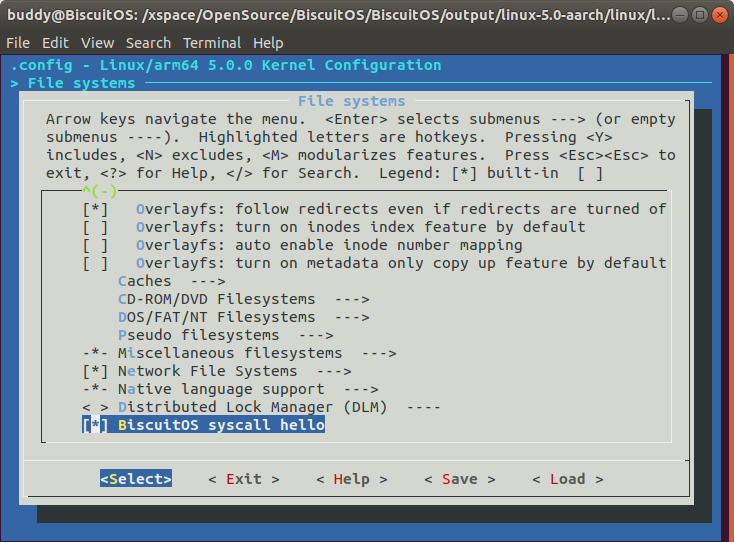 buddy@BiscuitOS: /xspace/OpenSource/BiscuitOS/BiscuitOS/output/linux-5.0-aarch/linux/l...
File Edit View Search Terminal Help
.config - Linux/arm64 5.0.0 Kernel Configuration
> File systems
File systems
Arrow keys navigate the menu. <Enter> selects submenus ---> (or empty
submenus ----). Highlighted letters are hotkeys. Pressing <Y>
includes, <N> excludes, <M> modularizes features. Press <Esc><Esc> to
exit, <?> for Help, </> for Search. Legend: [*] built-in [ ]
^(-)
[*] Overlayfs: follow redirects even if redirects are turned of
[ ] Overlayfs: turn on inodes index feature by default
[ ] Overlayfs: auto enable inode number mapping
[ ] Overlayfs: turn on metadata only copy up feature by default
Caches --->
CD-ROM/DVD Filesystems --->
DOS/FAT/NT Filesystems --->
Pseudo filesystems --->
-*- Miscellaneous filesystems --->
[*] Network File Systems --->
-*- Native language support --->
< > Distributed Lock Manager (DLM) ----
[*] BiscuitOS syscall hello
<Select> < Exit > < Help > < Save > < Load >